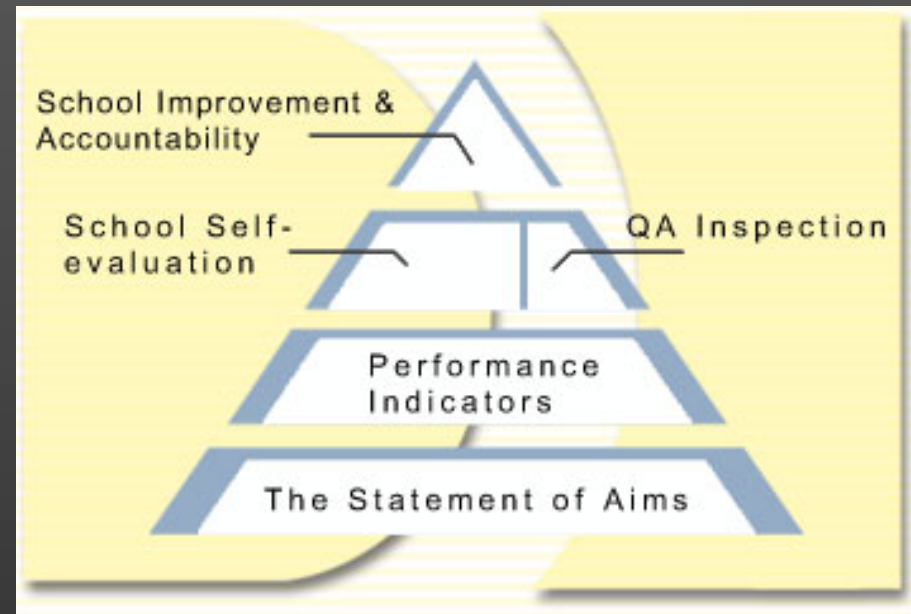 School Improvement &
Accountability
School Self-
evaluation
QA Inspection
Performance
Indicators
The Statement of Aims